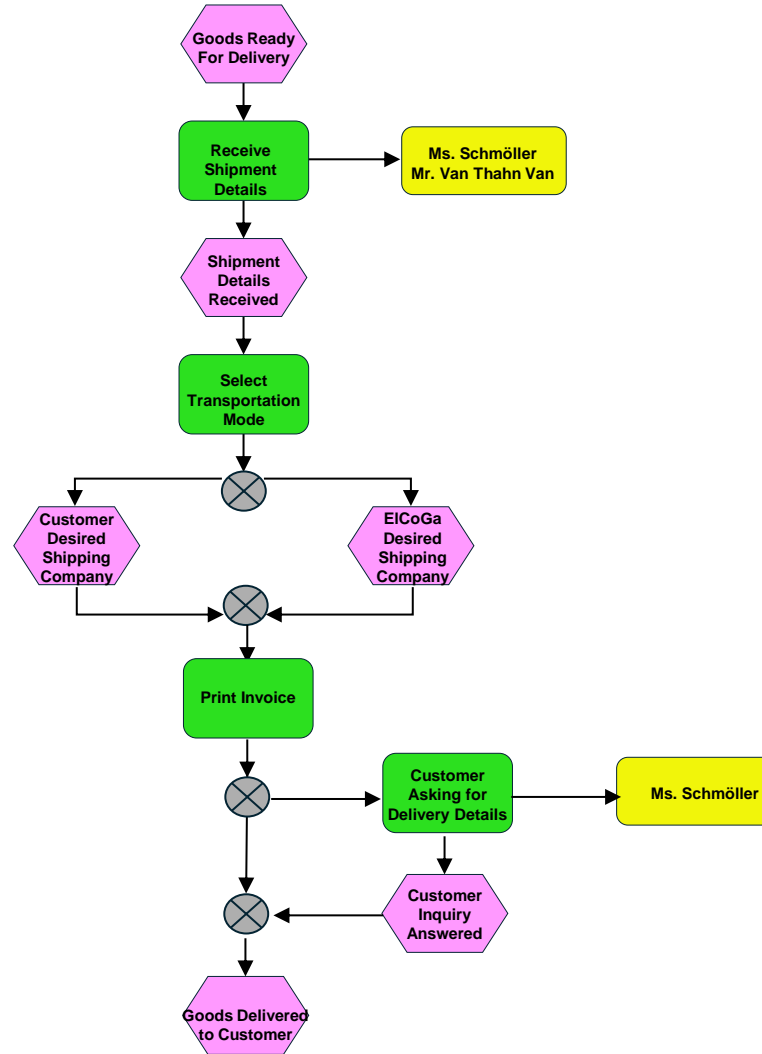 Goods Ready
For Delivery
Receive
Shipment
Details
Ms. Schmöller
Mr. Van Thahn Van
Shipment
Details
Received
Select
Transportation
Mode
Customer
Desired
Shipping
Company
ElCoGa
Desired
Shipping
Company
Print Invoice
Customer
Asking for
Delivery Details
Ms. Schmöller
Customer
Inquiry
Answered
Goods Delivered
to Customer